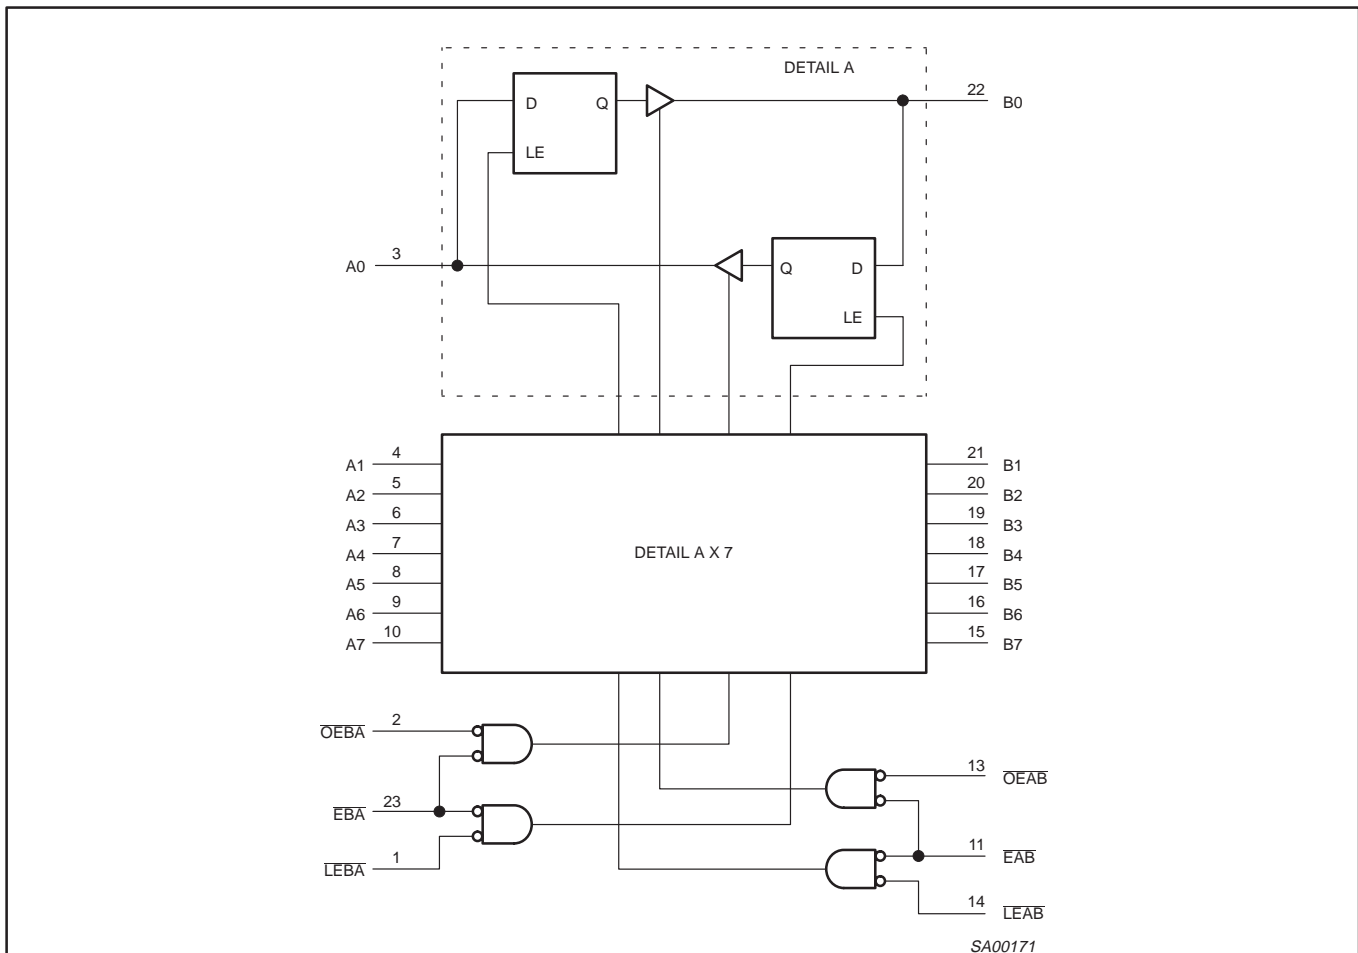 DETAIL A
D Q
LE
22 B0
A0 3
Q D
LE
A1 4
A2 5
A3 6
A4 7
A5 8
A6 9
A7 10
DETAIL A X 7
21 B1
20 B2
19 B3
18 B4
17 B5
16 B6
15 B7
OEBA 2
EBA 23
LEBA 1
13 OEAB
11 EAB
14 LEAB
SA00171